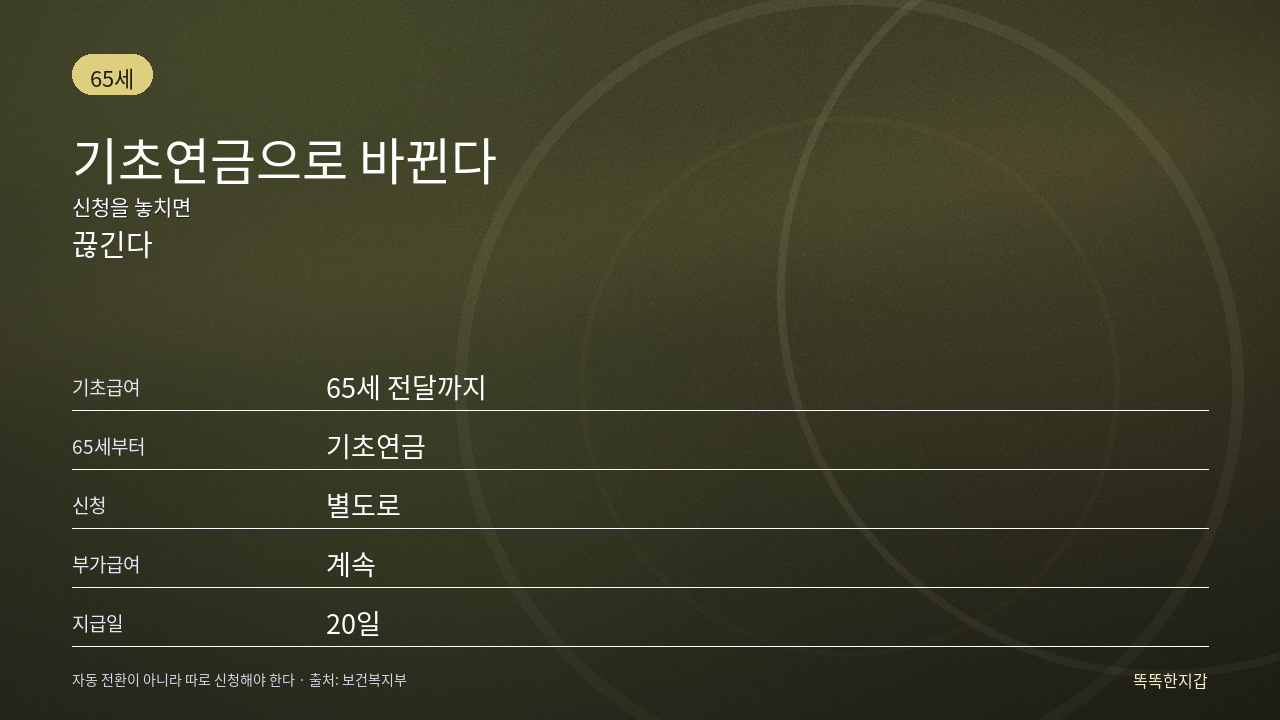 65세
기초연금으로 바뀐다
신청을 놓치면
끊긴다
기초급여 65세 전달까지
65세부터 기초연금
신청 별도로
부가급여 계속
지급일 20일
자동 전환이 아니라 따로 신청해야 한다 · 출처: 보건복지부
똑똑한지갑